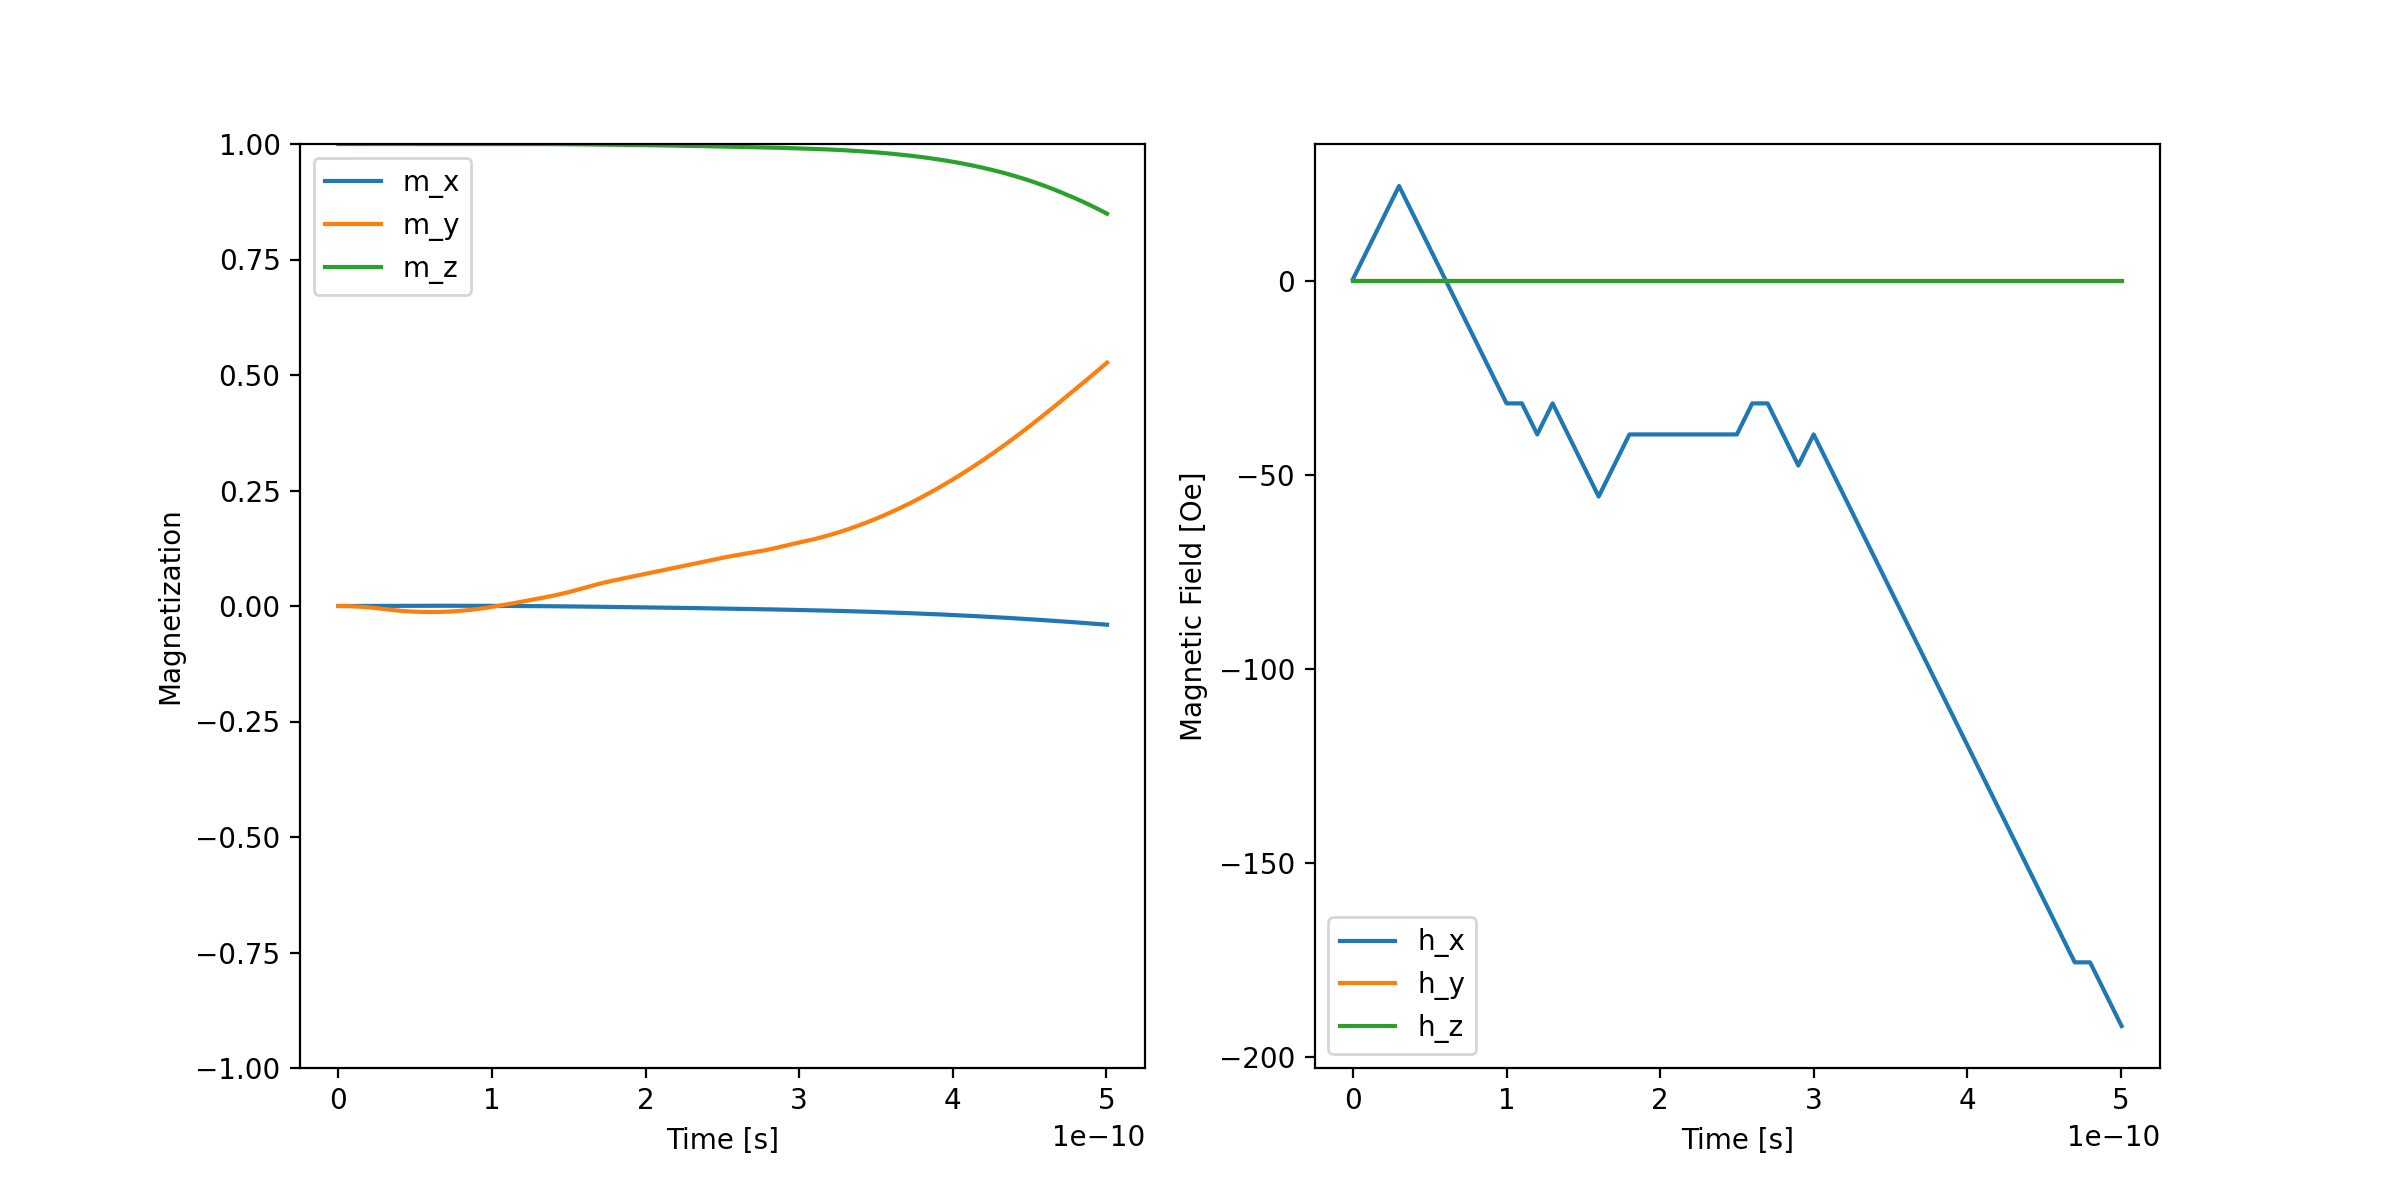 1.00
0.75
0.50
0.25
0.00
−0.25
−0.50
−0.75
−1.00
Magnetization
m_x
m_y
m_z
0 1 2 3 4 5
Time [s]
1e−10
0
−50
−100
−150
−200
Magnetic Field [Oe]
h_x
h_y
h_z
0 1 2 3 4 5
Time [s]
1e−10